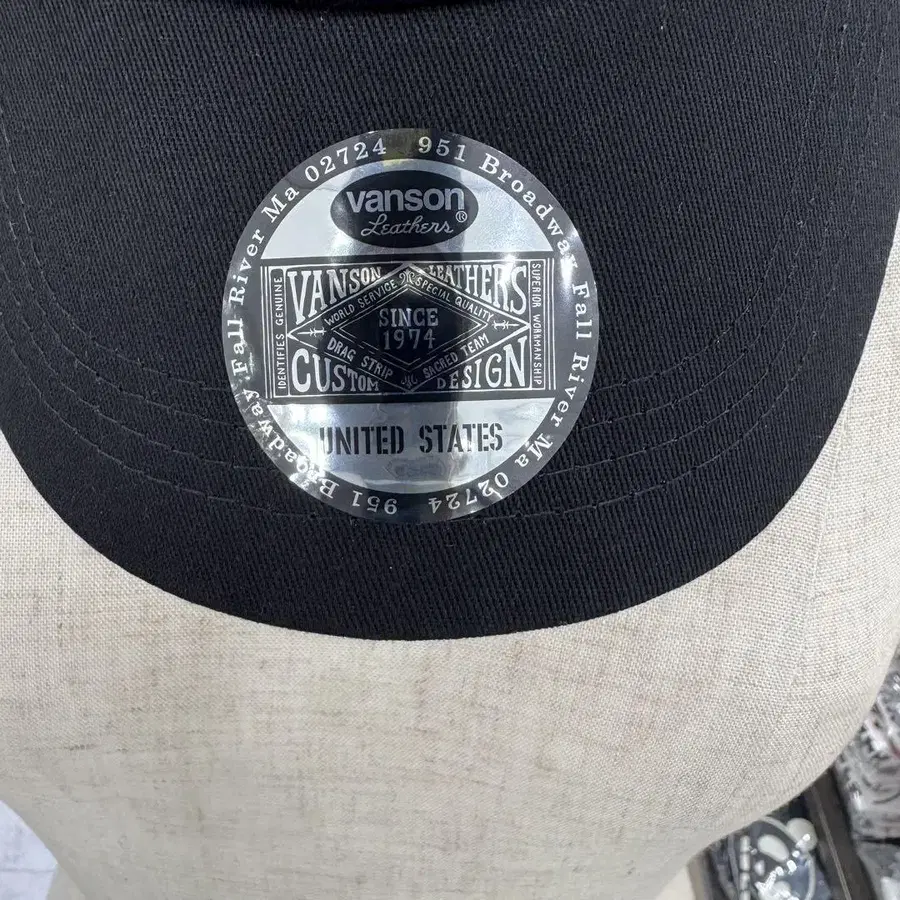 951 Broadway Fall River Ma 02724
951 Broadway Fall River Ma 02724
vanson
Leathers®
VANSON LEATHERS
WORLD SERVICE SPECIAL QUALITY
IDENTIFIES GENUINE
SUPERIOR WORKMANSHIP
SINCE
1974
DRAG STRIP SACRED TEAM
CUSTOM DESIGN
UNITED STATES